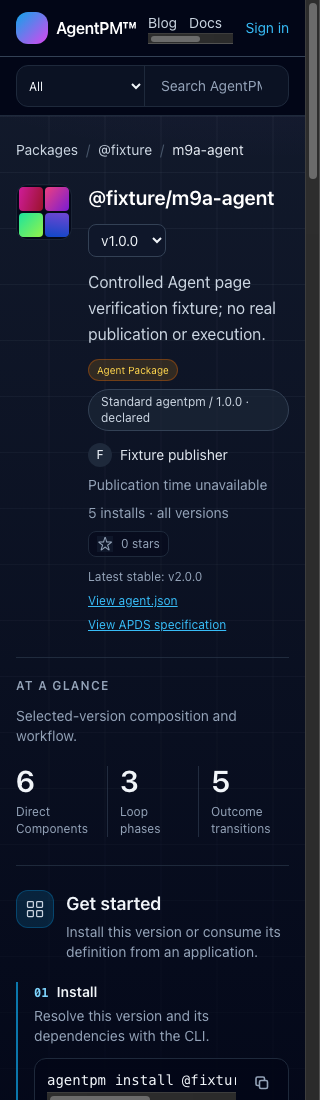 AgentPM™ Blog Docs Sign in
All Search AgentPM
Packages / @fixture / m9a-agent
@fixture/m9a-agent
v1.0.0
Controlled Agent page
verification fixture; no real
publication or execution.
Agent Package
Standard agentpm / 1.0.0 ·
declared
F Fixture publisher
Publication time unavailable
5 installs · all versions
0 stars
Latest stable: v2.0.0
View agent.json
View APDS specification
AT A GLANCE
Selected-version composition and
workflow.
6 3 5
Direct Loop Outcome
Components phases transitions
Get started
Install this version or consume its
definition from an application.
01 Install
Resolve this version and its
dependencies with the CLI.
agentpm install @fixtur